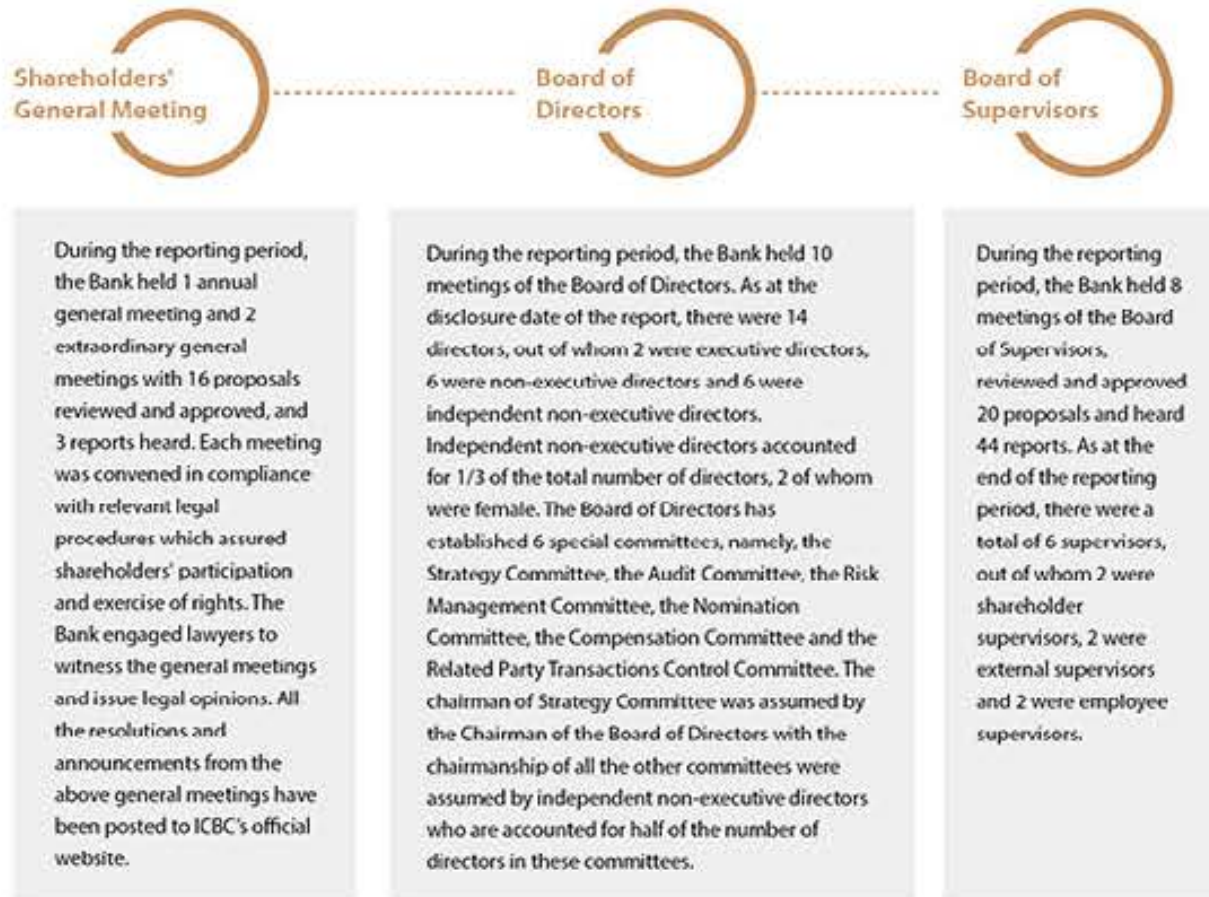 Shareholders'
General Meeting
Board of
Directors
Board of
Supervisors
During the reporting period,
the Bank held 1 annual
general meeting and 2
extraordinary general
meetings with 16 proposals
reviewed and approved, and
3 reports heard. Each meeting
was convened in compliance
with relevant legal
procedures which assured
shareholders' participation
and exercise of rights. The
Bank engaged lawyers to
witness the general meetings
and issue legal opinions. All
the resolutions and
announcements from the
above general meetings have
been posted to ICBC's official
website.
During the reporting period, the Bank held 10
meetings of the Board of Directors. As at the
disclosure date of the report, there were 14
directors, out of whom 2 were executive directors,
6 were non-executive directors and 6 were
independent non-executive directors.
Independent non-executive directors accounted
for 1/3 of the total number of directors, 2 of whom
were female. The Board of Directors has
established 6 special committees, namely, the
Strategy Committee, the Audit Committee, the Risk
Management Committee, the Nomination
Committee, the Compensation Committee and the
Related Party Transactions Control Committee. The
chairman of Strategy Committee was assumed by
the Chairman of the Board of Directors with the
chairmanship of all the other committees were
assumed by independent non-executive directors
who are accounted for half of the number of
directors in these committees.
During the reporting
period, the Bank held 8
meetings of the Board
of Supervisors,
reviewed and approved
20 proposals and heard
44 reports. As at the
end of the reporting
period, there were a
total of 6 supervisors,
out of whom 2 were
shareholder
supervisors, 2 were
external supervisors
and 2 were employee
supervisors.